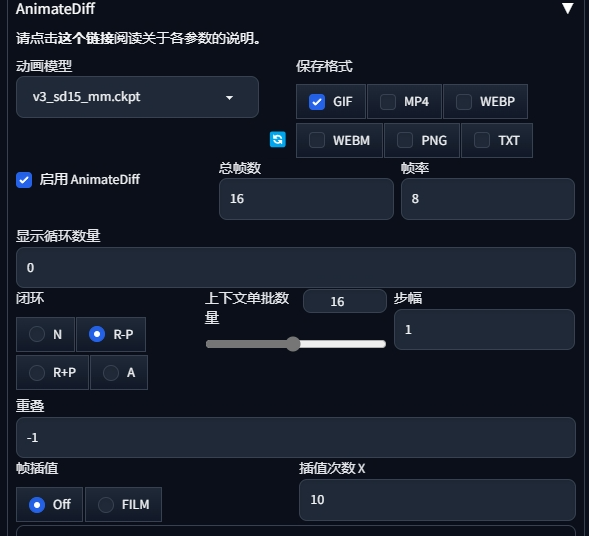 AnimateDiff
请点击这个链接阅读关于各参数的说明。
动画模型
保存格式
v3_sd15_mm.ckpt
GIF MP4 WEBP
WEBM PNG TXT
启用 AnimateDiff
总帧数
帧率
16
8
显示循环数量
0
闭环
上下文单批数量
16
步幅
N R-P
1
R+P A
重叠
-1
帧插值
插值次数 X
Off FILM
10